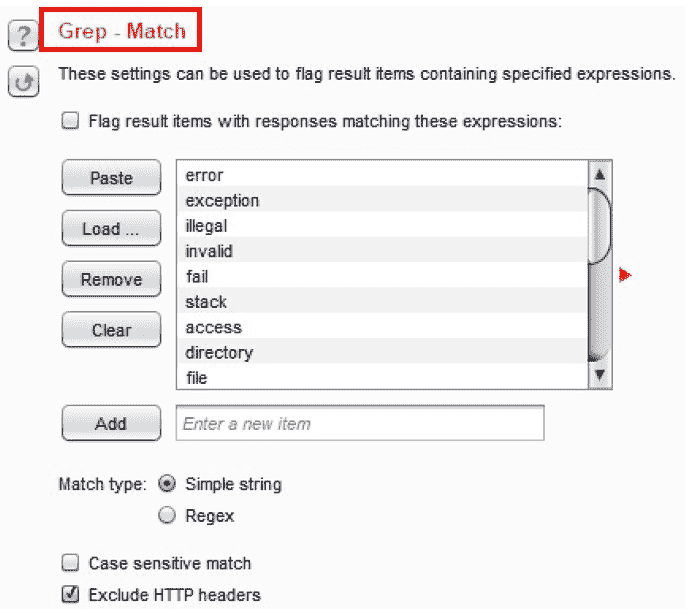 ?
Grep - Match
These settings can be used to flag result items containing specified expressions.
Flag result items with responses matching these expressions:
Paste
Load ...
Remove
Clear
error
exception
illegal
invalid
fail
stack
access
directory
file
Add
Enter a new item
Match type:
Simple string
Regex
Case sensitive match
Exclude HTTP headers